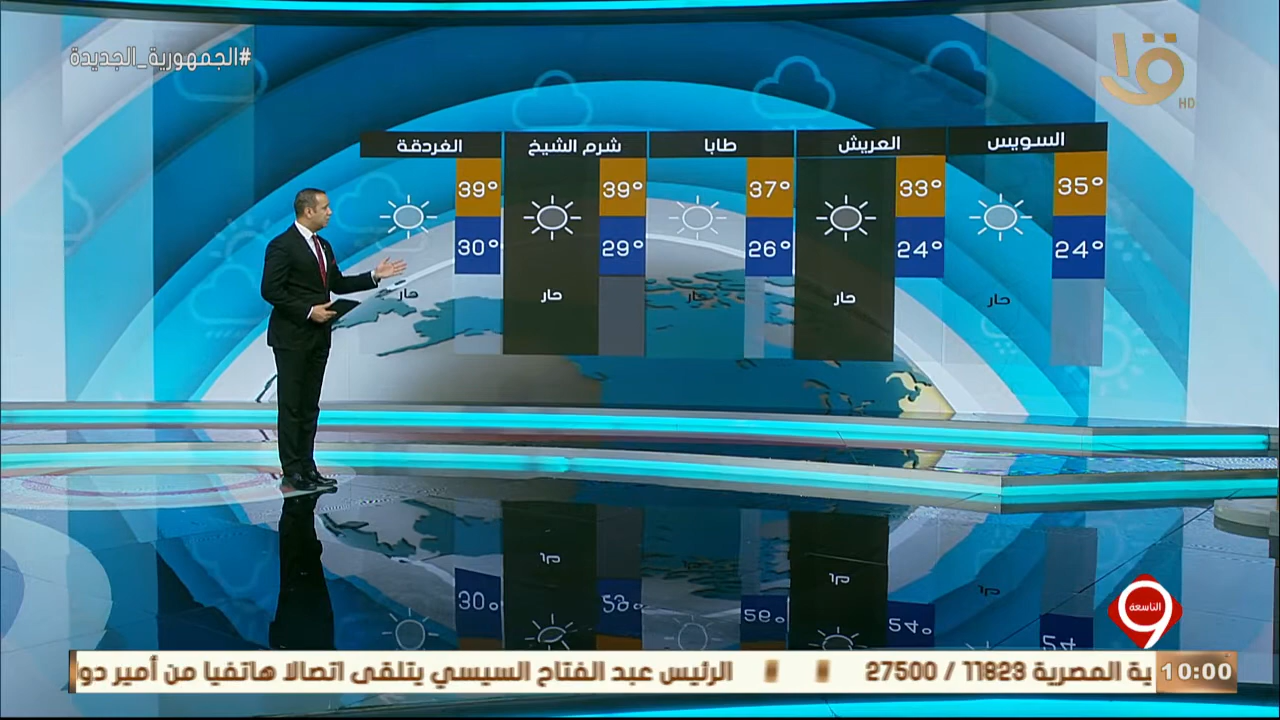 #الجمهورية_الجديدة
HD
السويس
35°
24°
حار
العريش
33°
24°
حار
طابا
37°
26°
حار
شرم الشيخ
39°
29°
حار
الغردقة
39°
30°
حار
التاسعة
9
10:00
ية المصرية 11823 / 27500
الرئيس عبد الفتاح السيسي يتلقى اتصالا هاتفيا من أمير دو